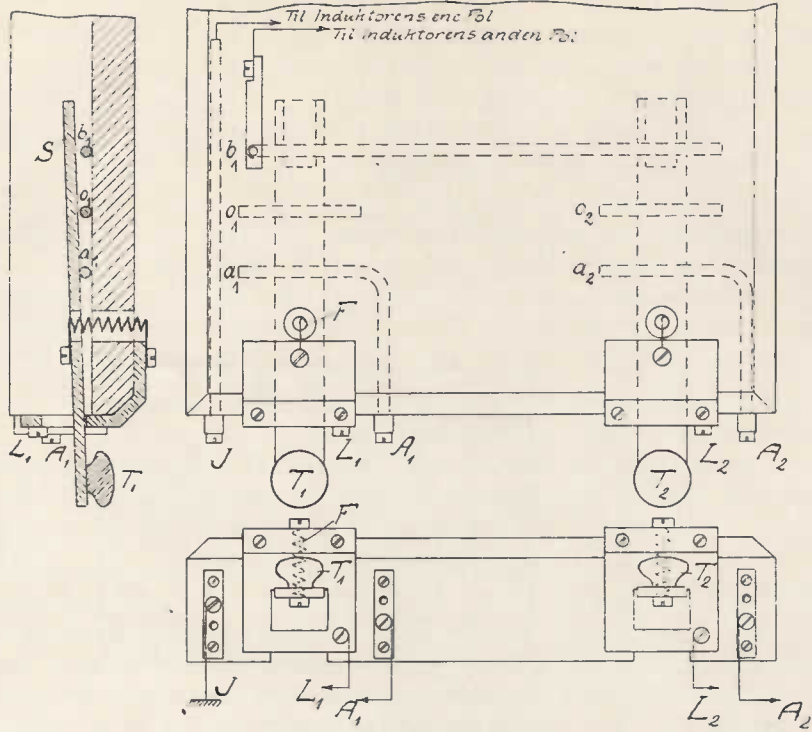 Til Induktorens ene Pol
Til Induktorens anden Pol
S
b1
o1
a1
b1
o1
a1
o2
a2
F
L1 A1 T1
J L1 A1 L2 A2
T1 T2
F
T1 T2
J L1 A1 L2 A2